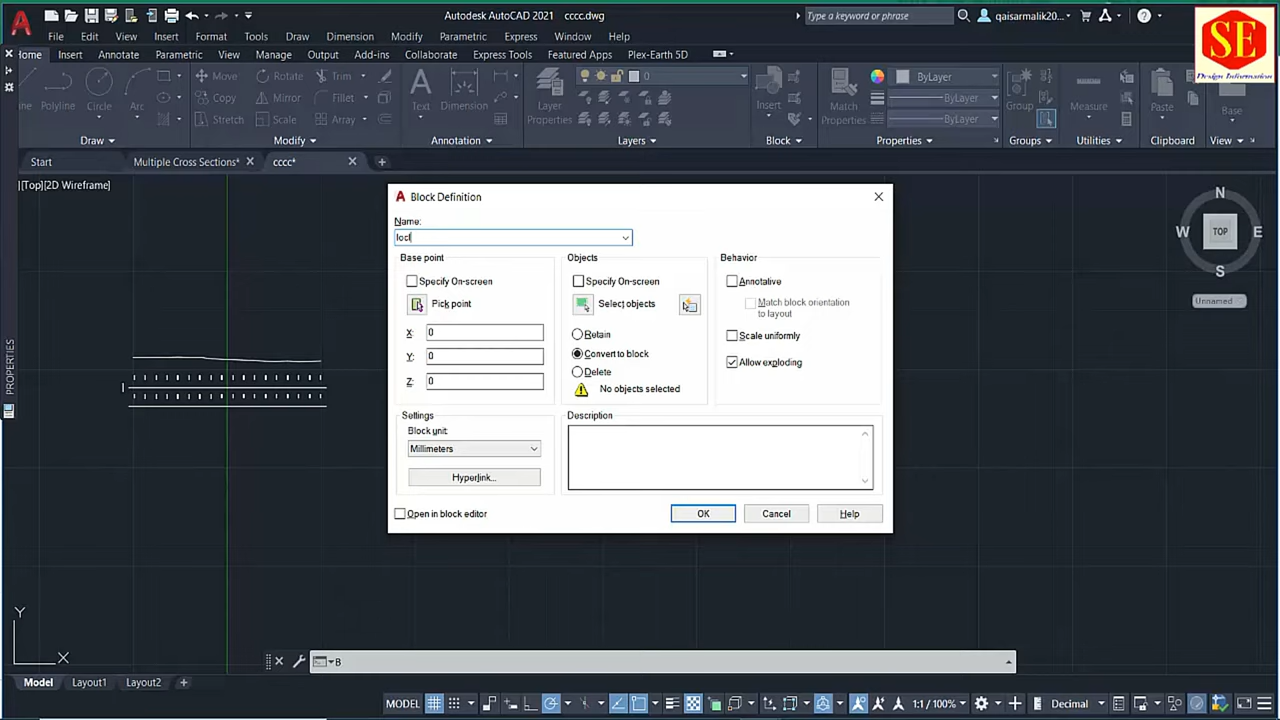 Autodesk AutoCAD 2021 cccc.dwg
Type a keyword or phrase
qaisarmalik20...
SE
Design Information
File Edit View Insert Format Tools Draw Dimension Modify Parametric Express Window Help
Home Insert Annotate Parametric View Manage Output Add-ins Collaborate Express Tools Featured Apps Plex-Earth 5D
Move Rotate Trim
0
ByLayer
Polyline Circle Arc
Copy Mirror Fillet
Text Dimension
Layer
Properties
Insert
Match
Properties
ByLayer
Group
Measure
Paste
Base
Stretch Scale Array
ByLayer
Draw Modify Annotation Layers Block Properties Groups Utilities Clipboard View
Start Multiple Cross Sections* cccc*
][Top][2D Wireframe]
Block Definition
Name:
Base point
Specify On-screen
Pick point
X: 0
Y: 0
Z: 0
Objects
Specify On-screen
Select objects
Retain
Convert to block
Delete
No objects selected
Behavior
Annotative
Match block orientation
to layout
Scale uniformly
Allow exploding
Settings
Block unit:
Millimeters
Hyperlink...
Description
Open in block editor
OK Cancel Help
N
W TOP E
S
Unnamed
PROPERTIES
Y
X
B
Model Layout1 Layout2 +
MODEL 1:1 / 100% Decimal